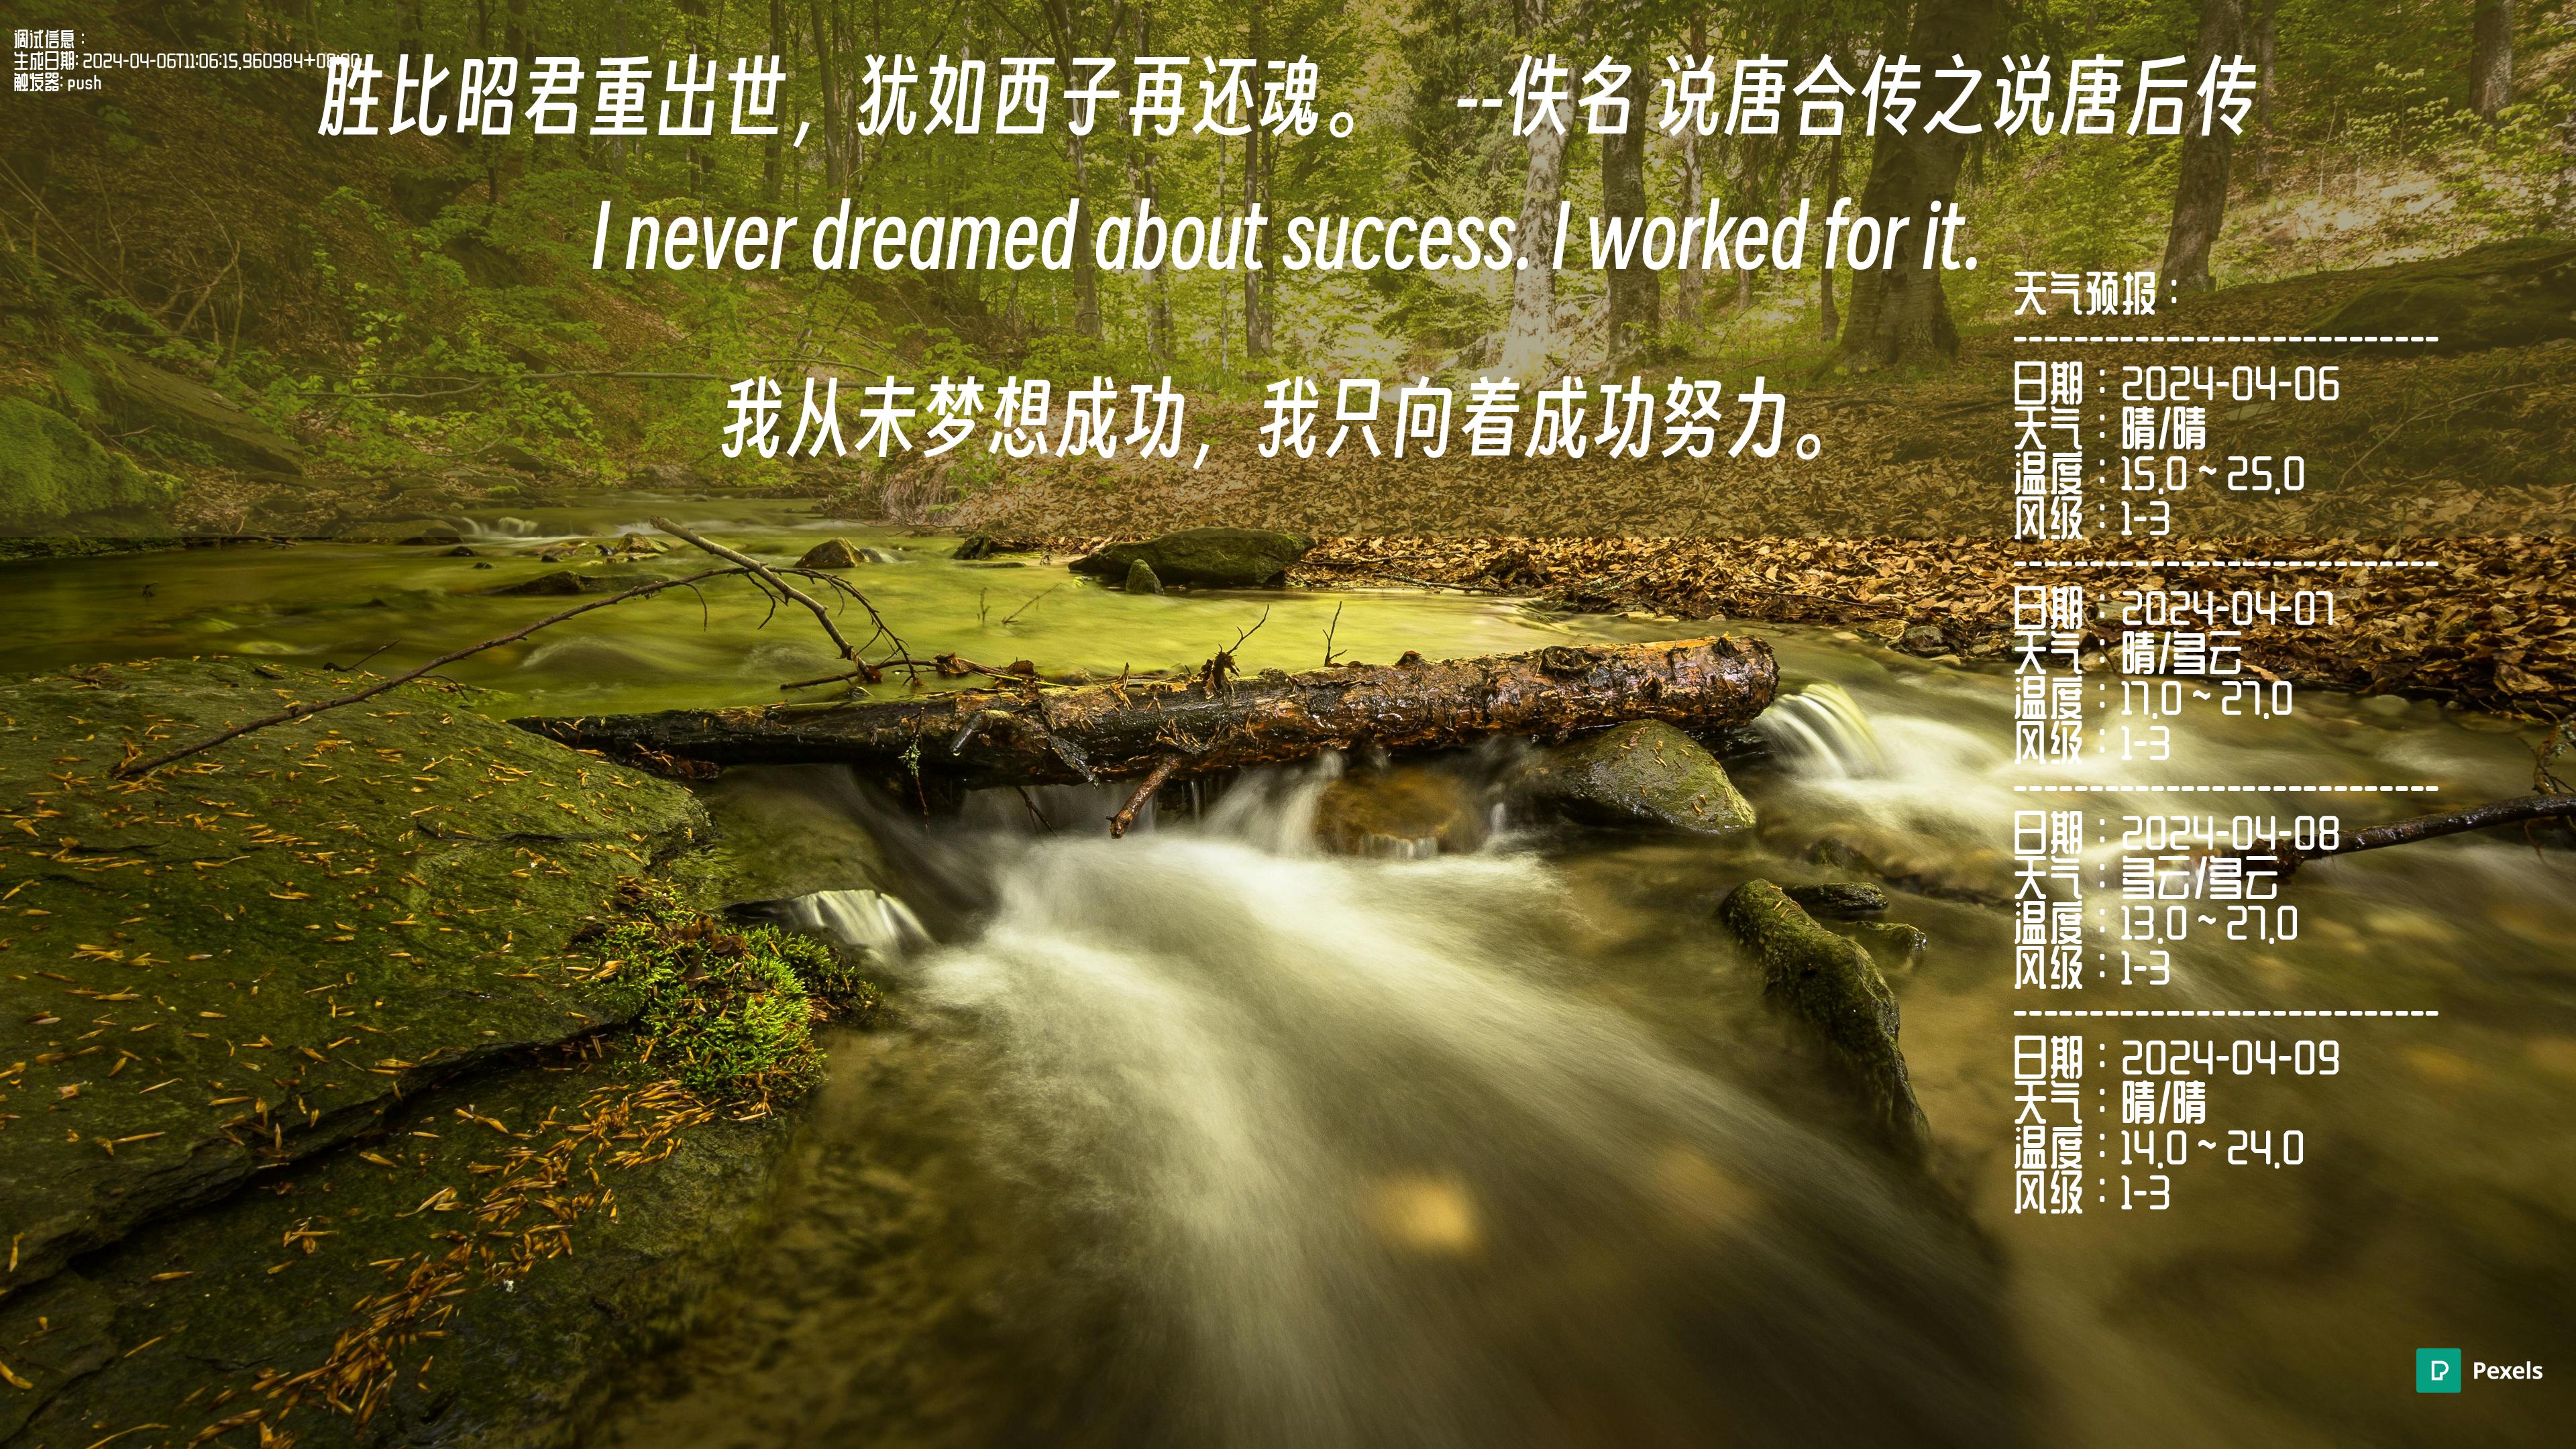 调试信息：
生成日期: 2024-04-06T11:06:15.960984+08:00
触发器: push
胜比昭君重出世，犹如西子再还魂。 --佚名 说唐合传之说唐后传
I never dreamed about success. I worked for it.
我从未梦想成功，我只向着成功努力。
天气预报：
----------------------------
日期：2024-04-06
天气：晴/晴
温度：15.0 ~ 25.0
风级：1-3
----------------------------
日期：2024-04-07
天气：晴/多云
温度：17.0 ~ 27.0
风级：1-3
----------------------------
日期：2024-04-08
天气：多云/多云
温度：13.0 ~ 27.0
风级：1-3
----------------------------
日期：2024-04-09
天气：晴/晴
温度：14.0 ~ 24.0
风级：1-3
Pexels